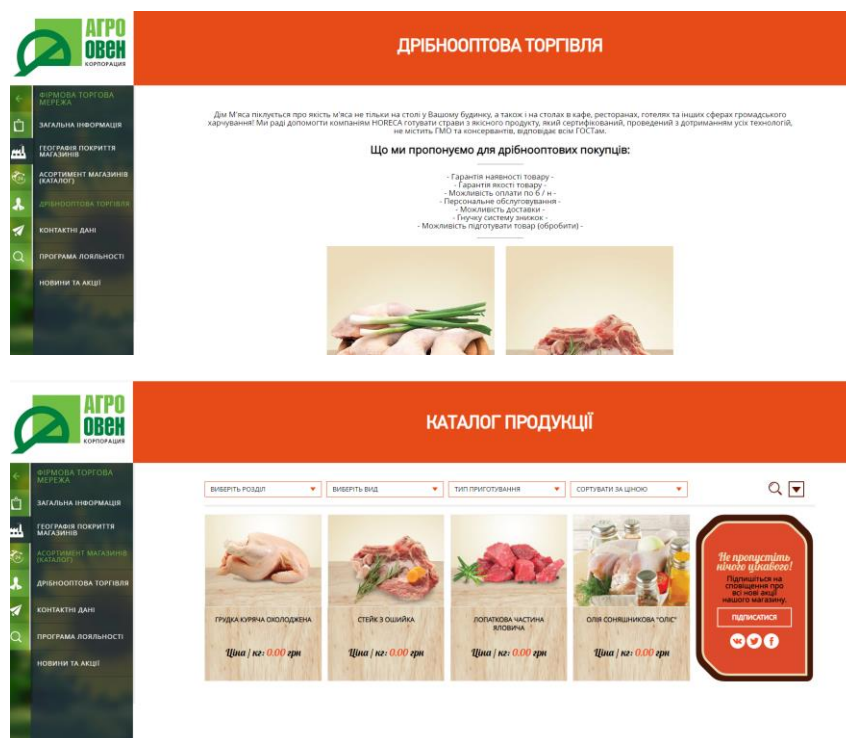 АГРО
ОВЕН
КОРПОРАЦИЯ
ДРІБНООПТОВА ТОРГІВЛЯ
ФІРМОВА ТОРГОВА
МЕРЕЖА
ЗАГАЛЬНА ІНФОРМАЦІЯ
ГЕОГРАФІЯ ПОКРИТТЯ
МАГАЗИНІВ
АСОРТИМЕНТ МАГАЗИНІВ
(КАТАЛОГ)
ДРІБНООПТОВА ТОРГІВЛЯ
КОНТАКТНІ ДАНІ
ПРОГРАМА ЛОЯЛЬНОСТІ
НОВИНИ ТА АКЦІЇ
Дім М'яса піклується про якість м'яса не тільки на столі у Вашому будинку, а також і на столах в кафе, ресторанах, готелях та інших сферах громадського
харчування! Ми раді допомогти компаніям HORECA готувати страви з якісного продукту, який сертифікований, проведений з дотриманням усіх технологій,
не містить ГМО та консервантів, відповідає всім ГОСТам.
Що ми пропонуємо для дрібнооптових покупців:
- Гарантія наявності товару -
- Гарантія якості товару -
- Можливість оплати по б / н -
- Персональне обслуговування -
- Можливість доставки -
- Гнучку систему знижок -
- Можливість підготувати товар (обробити) -
АГРО
ОВЕН
КОРПОРАЦИЯ
КАТАЛОГ ПРОДУКЦІЇ
ФІРМОВА ТОРГОВА
МЕРЕЖА
ЗАГАЛЬНА ІНФОРМАЦІЯ
ГЕОГРАФІЯ ПОКРИТТЯ
МАГАЗИНІВ
АСОРТИМЕНТ МАГАЗИНІВ
(КАТАЛОГ)
ДРІБНООПТОВА ТОРГІВЛЯ
КОНТАКТНІ ДАНІ
ПРОГРАМА ЛОЯЛЬНОСТІ
НОВИНИ ТА АКЦІЇ
ВИБЕРІТЬ РОЗДІЛ
ВИБЕРІТЬ ВИД
ТИП ПРИГОТУВАННЯ
СОРТУВАТИ ЗА ЦІНОЮ
ГРУДКА КУРЯЧА ОХОЛОДЖЕНА
Ціна / кг: 0.00 грн
СТЕЙК З ОШИЙКА
Ціна / кг: 0.00 грн
ЛОПАТКОВА ЧАСТИНА
ЯЛОВИЧА
Ціна / кг: 0.00 грн
ОЛІЯ СОНЯШНИКОВА "ОЛІС"
Ціна / кг: 0.00 грн
Не пропустіть
нічого цікавого!
Підпишіться на
сповіщення про
всі нові акції
нашого магазину.
ПІДПИСАТИСЯ